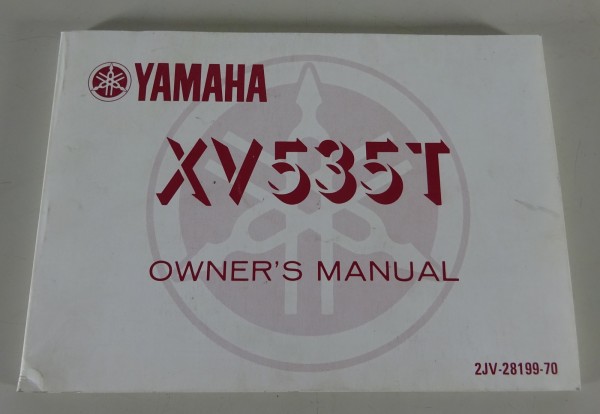 YAMAHA
XV535T
OWNER'S MANUAL
2JV-28199-70